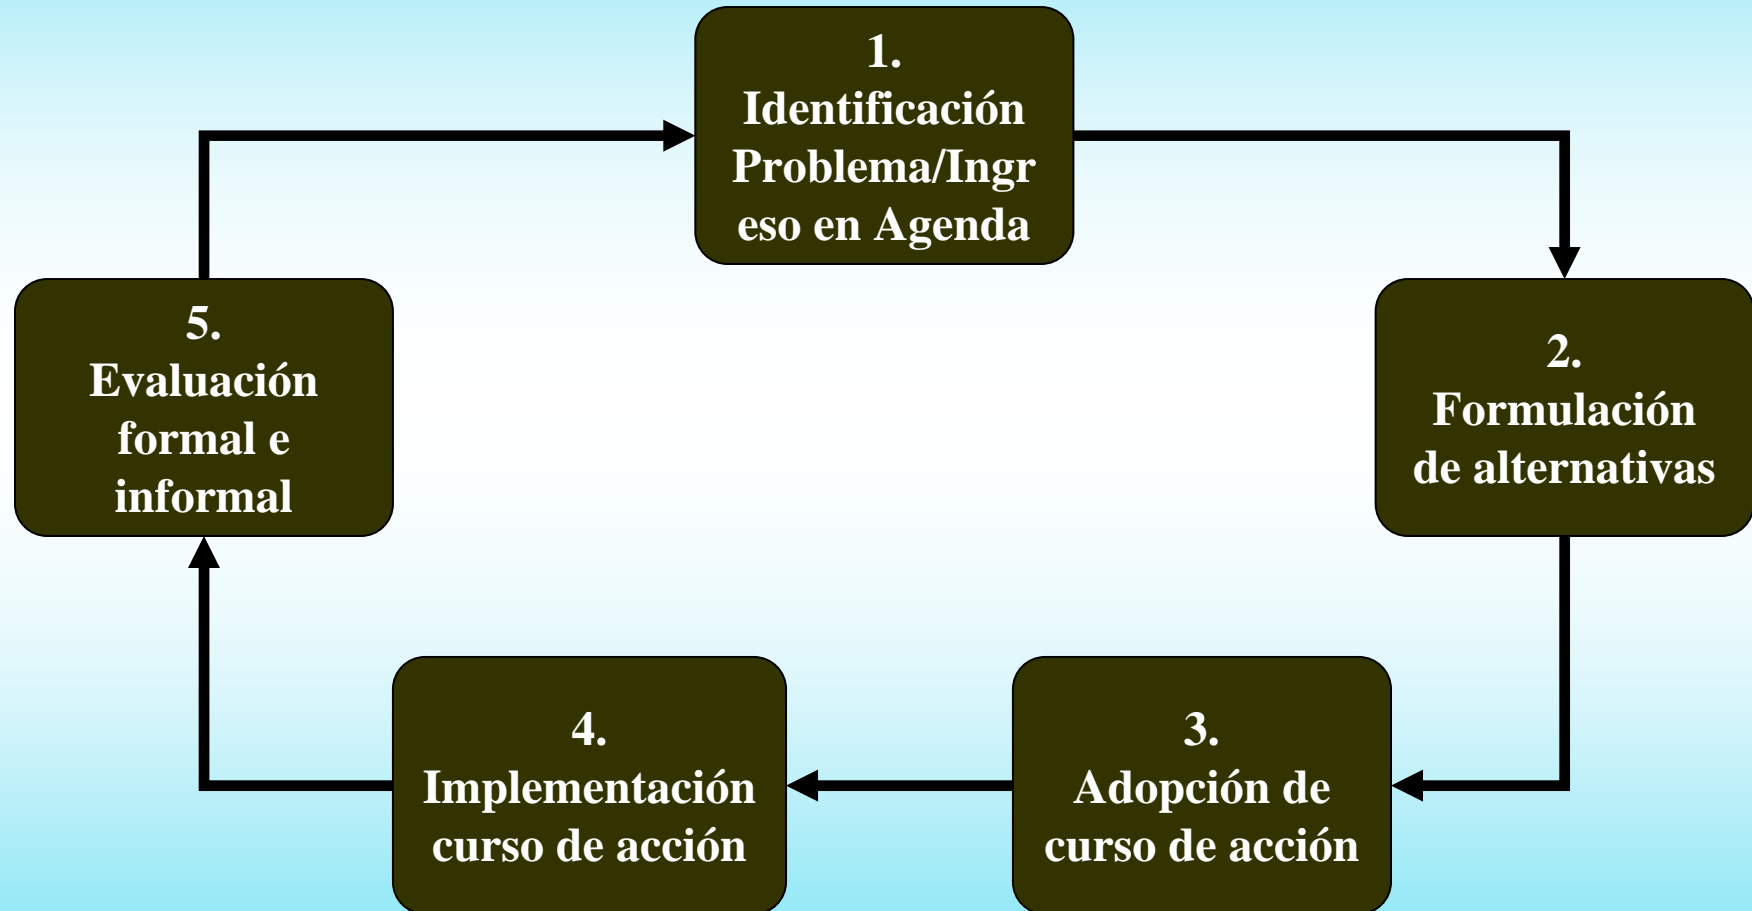 1.
Identificación
Problema/Ingr
eso en Agenda
2.
Formulación
de alternativas
3.
Adopción de
curso de acción
4.
Implementación
curso de acción
5.
Evaluación
formal e
informal